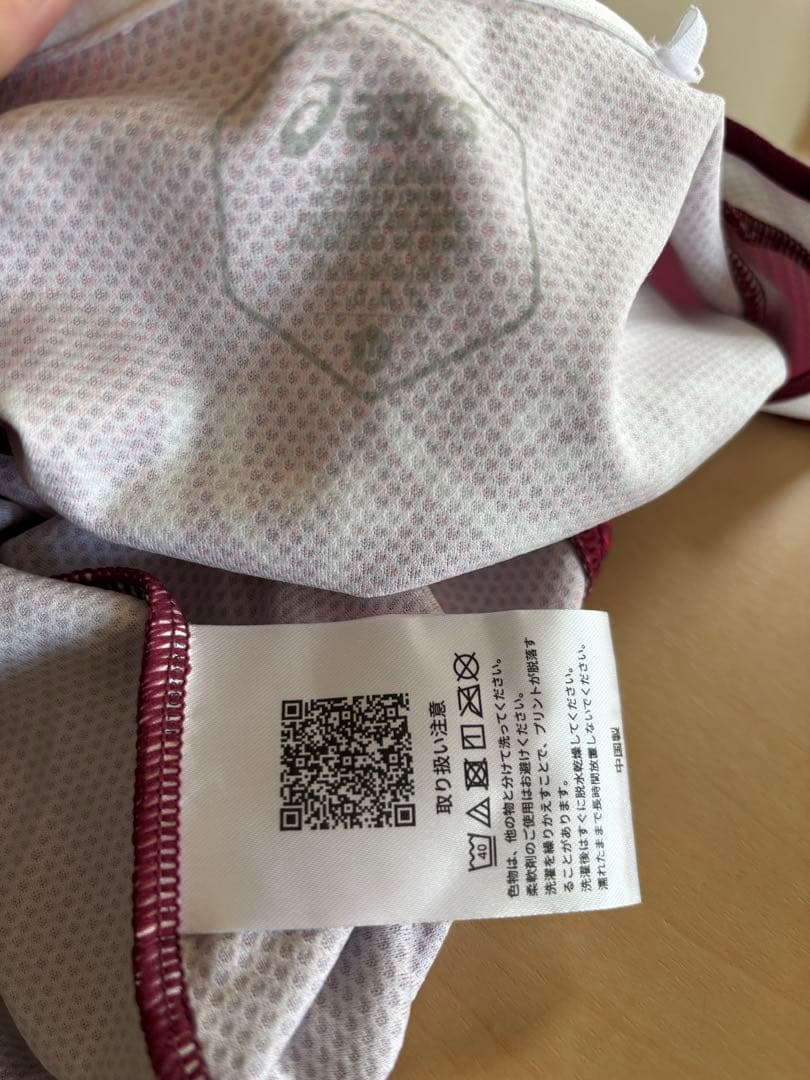 asics
取り扱い注意
40
色物は、他の物と分けて洗ってください。
柔軟剤のご使用はお避けください。
洗濯を繰りかえすことで、プリントが脱落す
ることがあります。
洗濯後はすぐに脱水乾燥してください。
濡れたままで長時間放置しないでください。
中国製